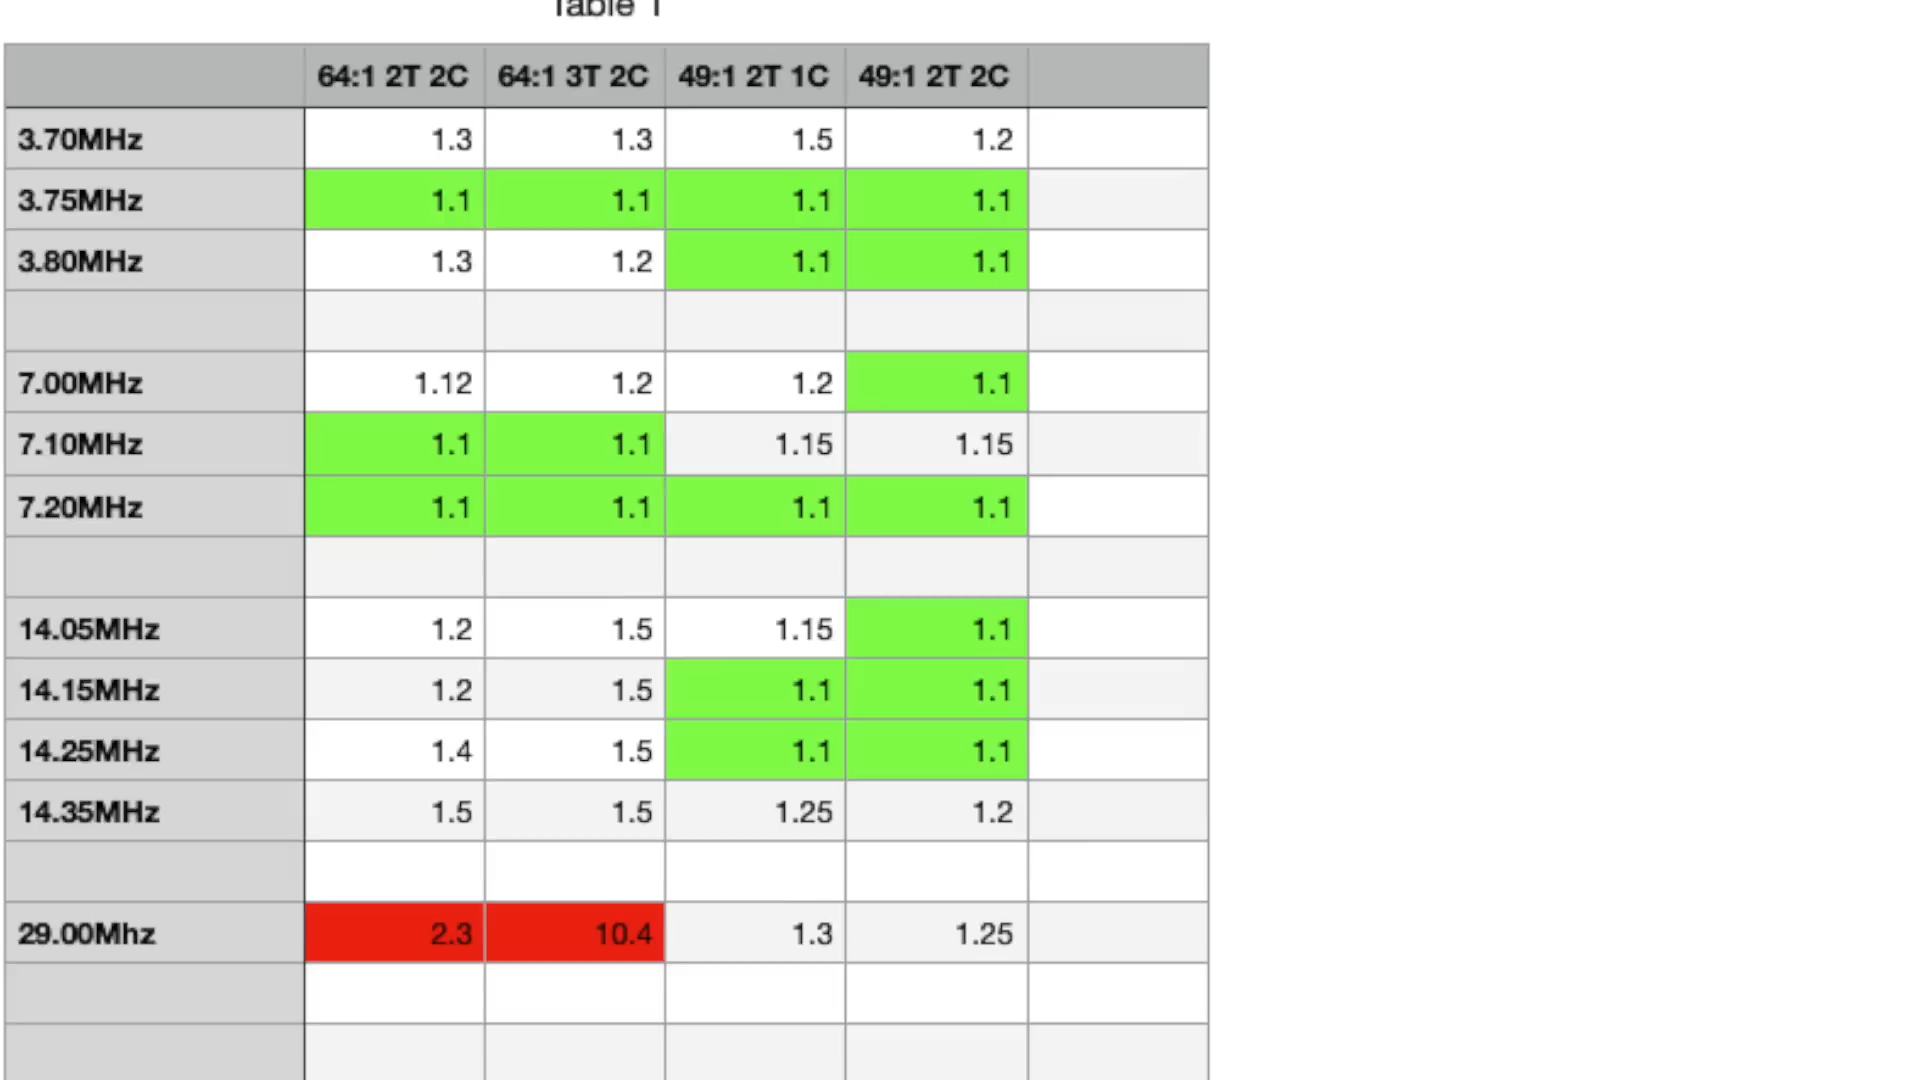 Table 1
64:1 2T 2C 64:1 3T 2C 49:1 2T 1C 49:1 2T 2C
3.70MHz 1.3 1.3 1.5 1.2
3.75MHz 1.1 1.1 1.1 1.1
3.80MHz 1.3 1.2 1.1 1.1
7.00MHz 1.12 1.2 1.2 1.1
7.10MHz 1.1 1.1 1.15 1.15
7.20MHz 1.1 1.1 1.1 1.1
14.05MHz 1.2 1.5 1.15 1.1
14.15MHz 1.2 1.5 1.1 1.1
14.25MHz 1.4 1.5 1.1 1.1
14.35MHz 1.5 1.5 1.25 1.2
29.00Mhz 2.3 10.4 1.3 1.25